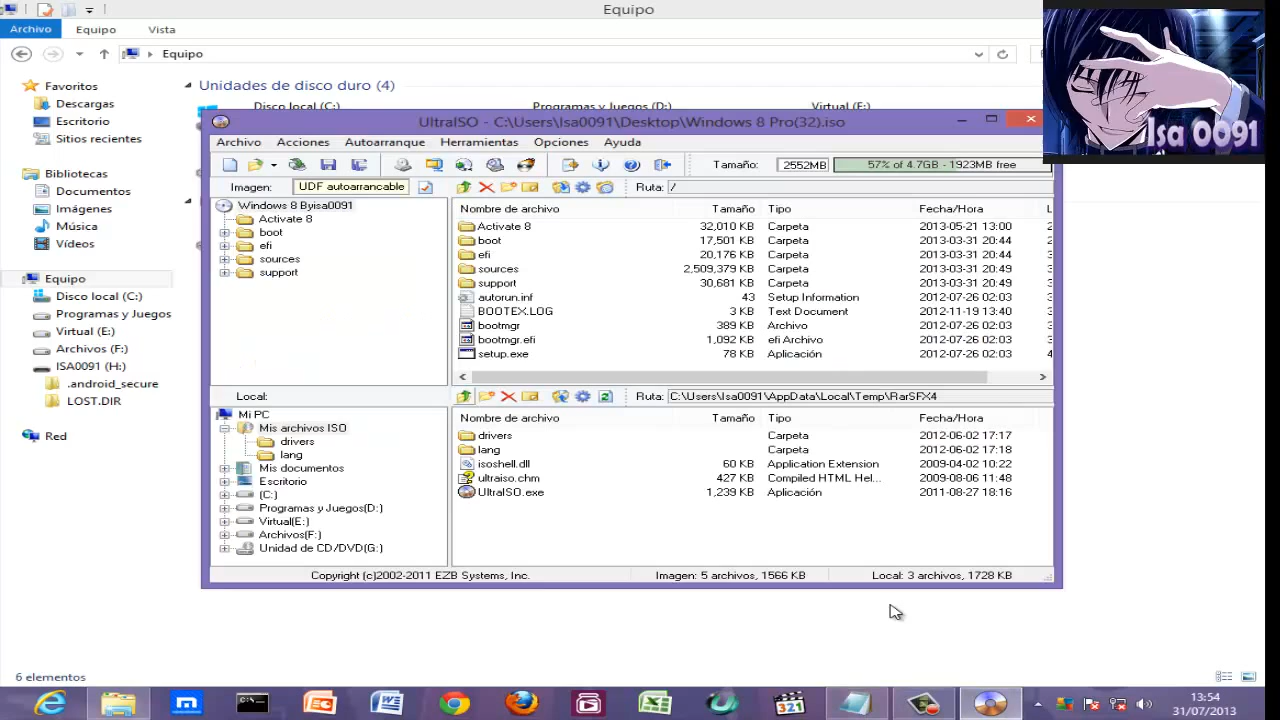 Equipo
Archivo Equipo Vista
Equipo
Isa 0091
Favoritos
Descargas
Escritorio
Sitios recientes
Bibliotecas
Documentos
Imágenes
Música
Vídeos
Equipo
Disco local (C:)
Programas y Juegos
Virtual (E:)
Archivos (F:)
ISA0091 (H:)
.android_secure
LOST.DIR
Red
Unidades de disco duro (4)
Disco local (C:) Programas y Juegos (D:) Virtual (E:)
UltraISO - C:\Users\Isa0091\Desktop\Windows 8 Pro(32).iso
Archivo Acciones Autoarranque Herramientas Opciones Ayuda
Tamaño: 2552MB 57% of 4.7GB - 1923MB free
Imagen: UDF autoarrancable Ruta: /
Windows 8 Byisa0091
Activate 8
boot
efi
sources
support
Nombre de archivo Tamaño Tipo Fecha/Hora L
Activate 8 32,010 KB Carpeta 2013-05-21 13:00
boot 17,501 KB Carpeta 2013-03-31 20:44
efi 20,176 KB Carpeta 2013-03-31 20:44
sources 2,509,379 KB Carpeta 2013-03-31 20:49
support 30,681 KB Carpeta 2013-03-31 20:49
autorun.inf 43 Setup Information 2012-07-26 02:03
BOOTEX.LOG 3 KB Text Document 2012-11-19 13:40
bootmgr 389 KB Archivo 2012-07-26 02:03
bootmgr.efi 1,092 KB efi Archivo 2012-07-26 02:03
setup.exe 78 KB Aplicación 2012-07-26 02:03
Local: Ruta: C:\Users\Isa0091\AppData\Local\Temp\RarSFX4
Mi PC
Mis archivos ISO
drivers
lang
Mis documentos
Escritorio
(C:)
Programas y Juegos(D:)
Virtual(E:)
Archivos(F:)
Unidad de CD/DVD(G:)
Nombre de archivo Tamaño Tipo Fecha/Hora
drivers Carpeta 2012-06-02 17:17
lang Carpeta 2012-06-02 17:18
isoshell.dll 60 KB Application Extension 2009-04-02 10:22
ultraiso.chm 427 KB Compiled HTML Hel... 2009-08-06 11:48
UltraISO.exe 1,239 KB Aplicación 2011-08-27 18:16
Copyright (c)2002-2011 EZB Systems, Inc. Imagen: 5 archivos, 1566 KB Local: 3 archivos, 1728 KB
6 elementos
321
13:54
31/07/2013